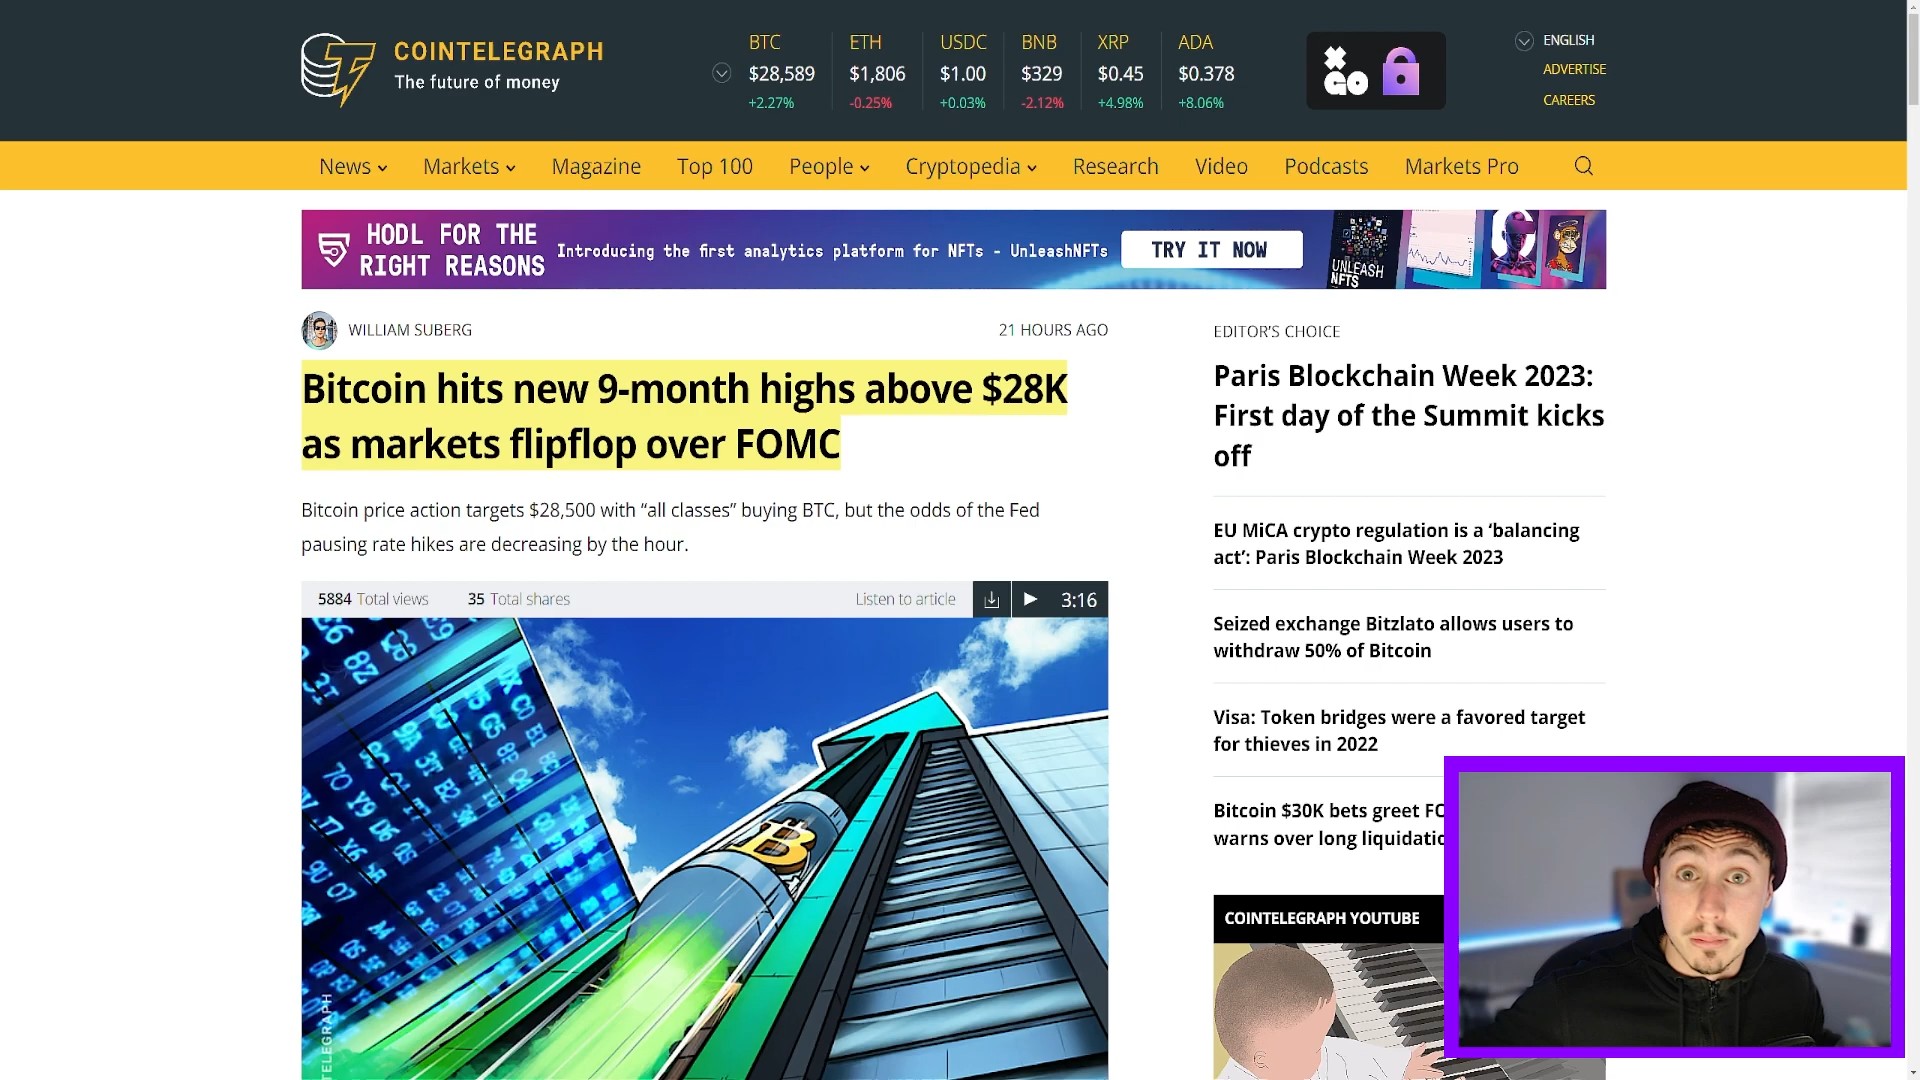 COINTELEGRAPH
The future of money
BTC
$28,589
+2.27%
ETH
$1,806
-0.25%
USDC
$1.00
+0.03%
BNB
$329
-2.12%
XRP
$0.45
+4.98%
ADA
$0.378
+8.06%
X
GO
ENGLISH
ADVERTISE
CAREERS
News
Markets
Magazine
Top 100
People
Cryptopedia
Research
Video
Podcasts
Markets Pro
HODL FOR THE
RIGHT REASONS
Introducing the first analytics platform for NFTs - UnleashNFTs
TRY IT NOW
UNLEASH
NFTS
WILLIAM SUBERG
21 HOURS AGO
Bitcoin hits new 9-month highs above $28K
as markets flipflop over FOMC
Bitcoin price action targets $28,500 with “all classes” buying BTC, but the odds of the Fed
pausing rate hikes are decreasing by the hour.
5884 Total views
35 Total shares
Listen to article
3:16
TELEGRAPH
EDITOR'S CHOICE
Paris Blockchain Week 2023:
First day of the Summit kicks
off
EU MiCA crypto regulation is a ‘balancing
act’: Paris Blockchain Week 2023
Seized exchange Bitzlato allows users to
withdraw 50% of Bitcoin
Visa: Token bridges were a favored target
for thieves in 2022
Bitcoin $30K bets greet FO
warns over long liquidatio
COINTELEGRAPH YOUTUBE